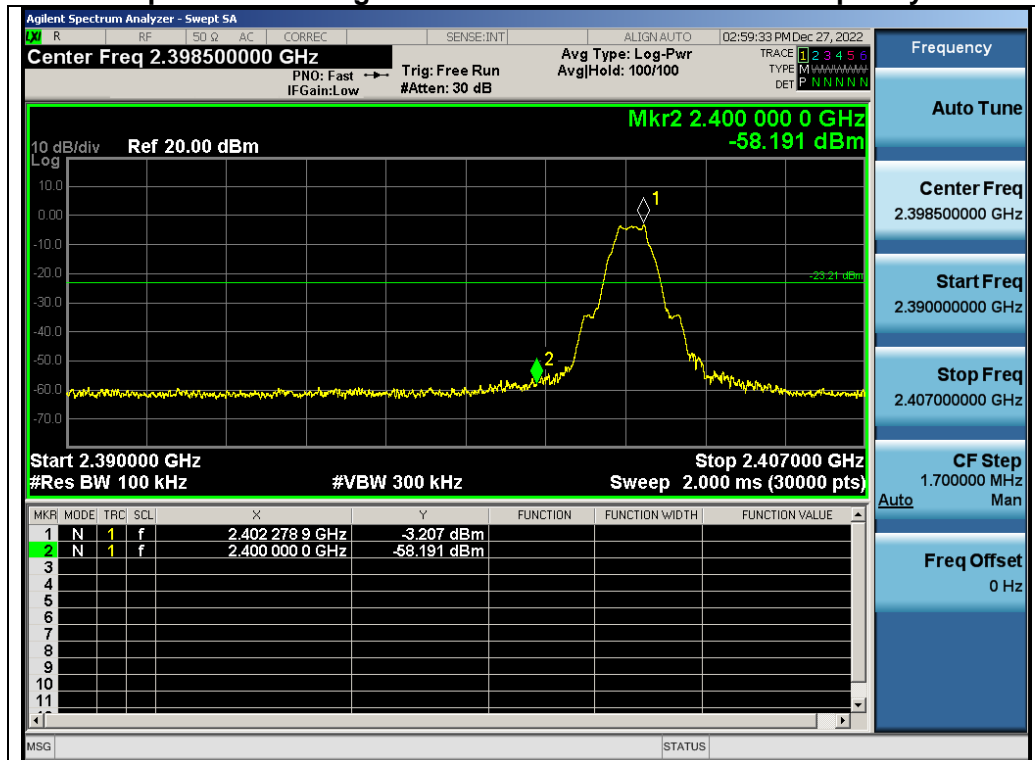 Agilent Spectrum Analyzer - Swept SA
LXI R RF 50 Ω AC CORREC SENSE:INT ALIGN AUTO 02:59:33 PM Dec 27, 2022
Center Freq 2.398500000 GHz
PNO: Fast
IFGain:Low
Trig: Free Run
#Atten: 30 dB
Avg Type: Log-Pwr
Avg|Hold: 100/100
TRACE 1 2 3 4 5 6
TYPE M
DET P N N N N N
Mkr2 2.400 000 0 GHz
-58.191 dBm
10 dB/div Ref 20.00 dBm
Log
10.0
0.00
-10.0
-20.0
-30.0
-40.0
-50.0
-60.0
-70.0
1
-23.21 dBm
2
Start 2.390000 GHz Stop 2.407000 GHz
#Res BW 100 kHz #VBW 300 kHz Sweep 2.000 ms (30000 pts)
MKR MODE TRC SCL X Y FUNCTION FUNCTION WIDTH FUNCTION VALUE
1 N 1 f 2.402 278 9 GHz -3.207 dBm
2 N 1 f 2.400 000 0 GHz -58.191 dBm
3
4
5
6
7
8
9
10
11
MSG STATUS
Frequency
Auto Tune
Center Freq
2.398500000 GHz
Start Freq
2.390000000 GHz
Stop Freq
2.407000000 GHz
CF Step
1.700000 MHz
Auto Man
Freq Offset
0 Hz